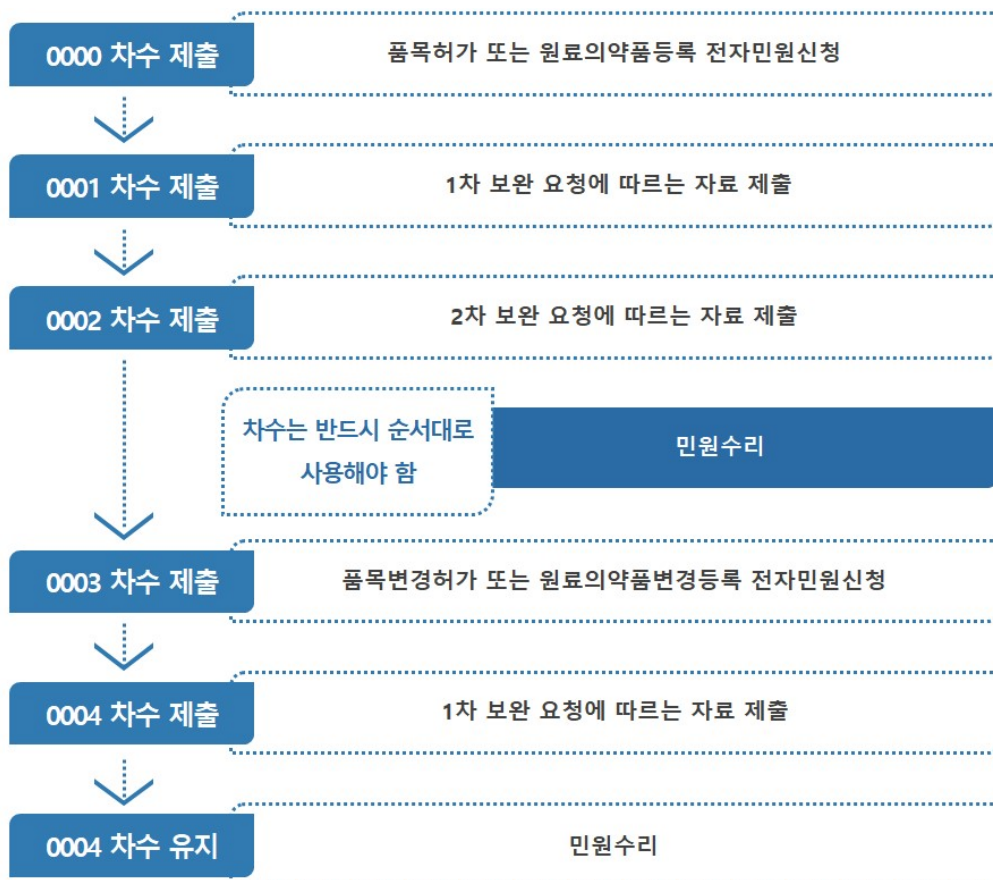 0000 차수 제출
품목허가 또는 원료의약품등록 전자민원신청
0001 차수 제출
1차 보완 요청에 따르는 자료 제출
0002 차수 제출
2차 보완 요청에 따르는 자료 제출
차수는 반드시 순서대로
사용해야 함
민원수리
0003 차수 제출
품목변경허가 또는 원료의약품변경등록 전자민원신청
0004 차수 제출
1차 보완 요청에 따르는 자료 제출
0004 차수 유지
민원수리